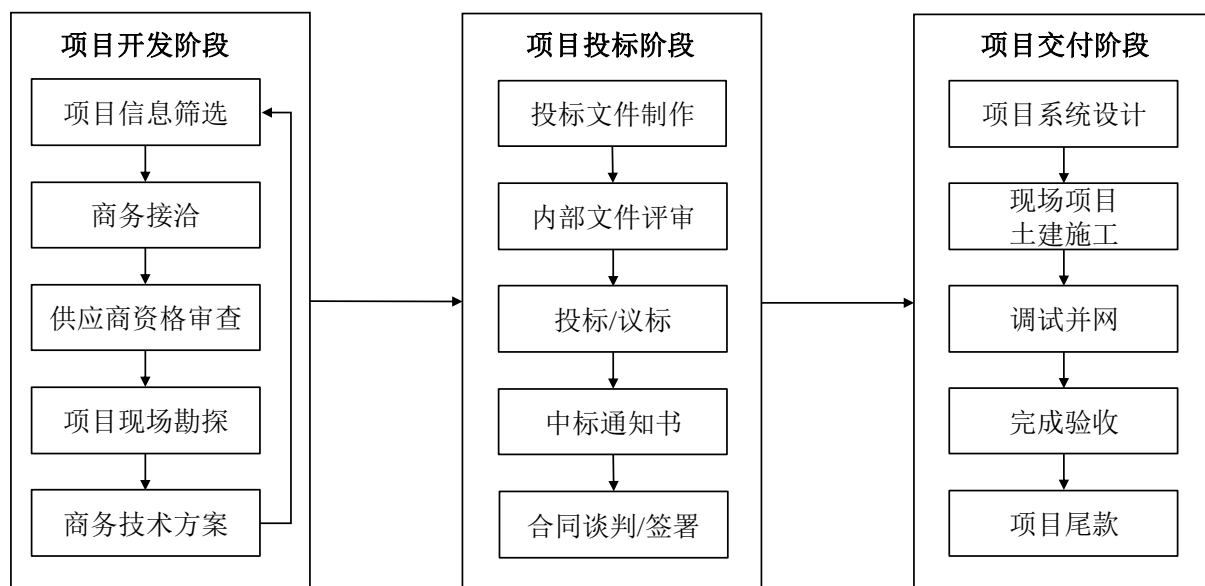 项目开发阶段
项目信息筛选
商务接洽
供应商资格审查
项目现场勘探
商务技术方案
项目投标阶段
投标文件制作
内部文件评审
投标/议标
中标通知书
合同谈判/签署
项目交付阶段
项目系统设计
现场项目
土建施工
调试并网
完成验收
项目尾款